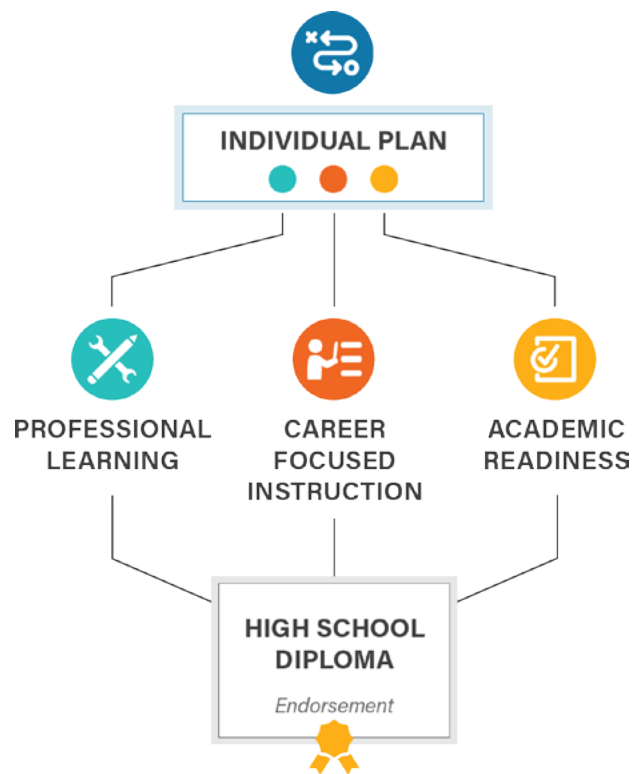 INDIVIDUAL PLAN
PROFESSIONAL
LEARNING
CAREER
FOCUSED
INSTRUCTION
ACADEMIC
READINESS
HIGH SCHOOL
DIPLOMA
Endorsement